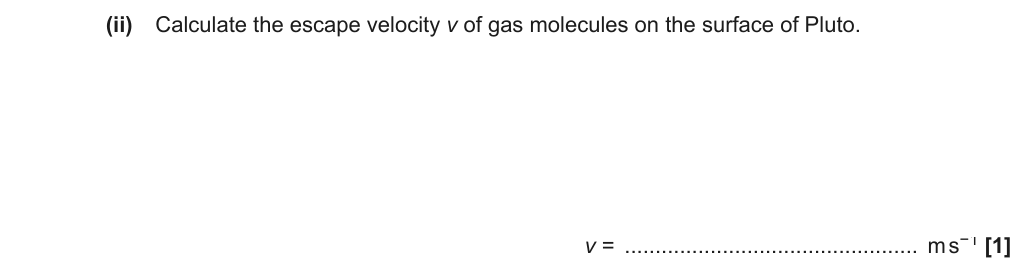 (ii) Calculate the escape velocity v of gas molecules on the surface of Pluto.
v = ................................................ m s⁻¹ [1]